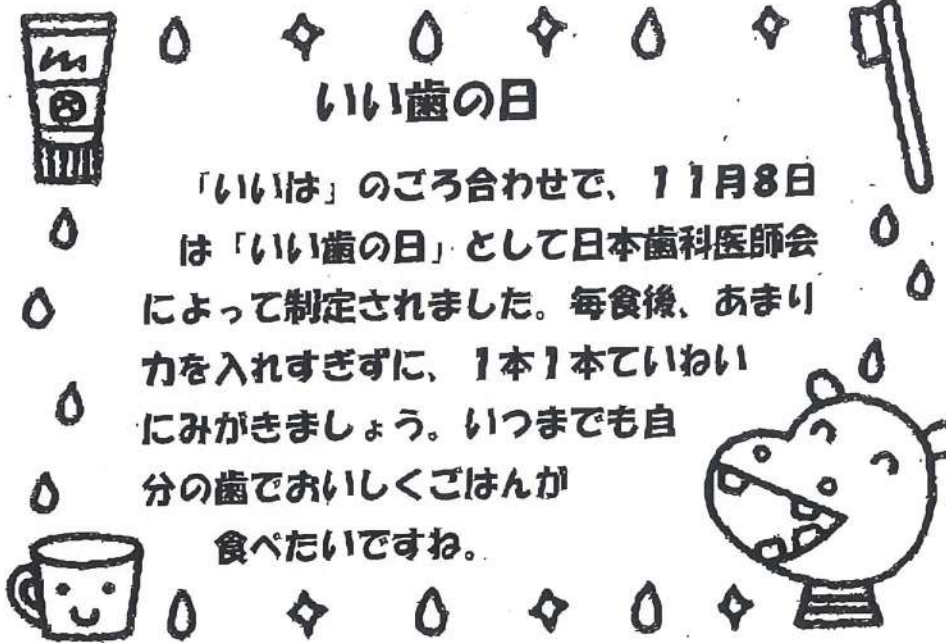 いい歯の日
「いいは」のごろ合わせで、11月8日
は「いい歯の日」として日本歯科医師会
によって制定されました。毎食後、あまり
力を入れすぎずに、1本1本ていねい
にみがきましょう。いつまでも自
分の歯でおいしくごはんが
食べたいですね。